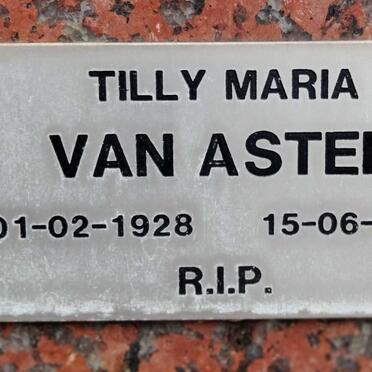 TILLY MARIA
VAN ASTE
01-02-1928 15-06-
R.I.P.